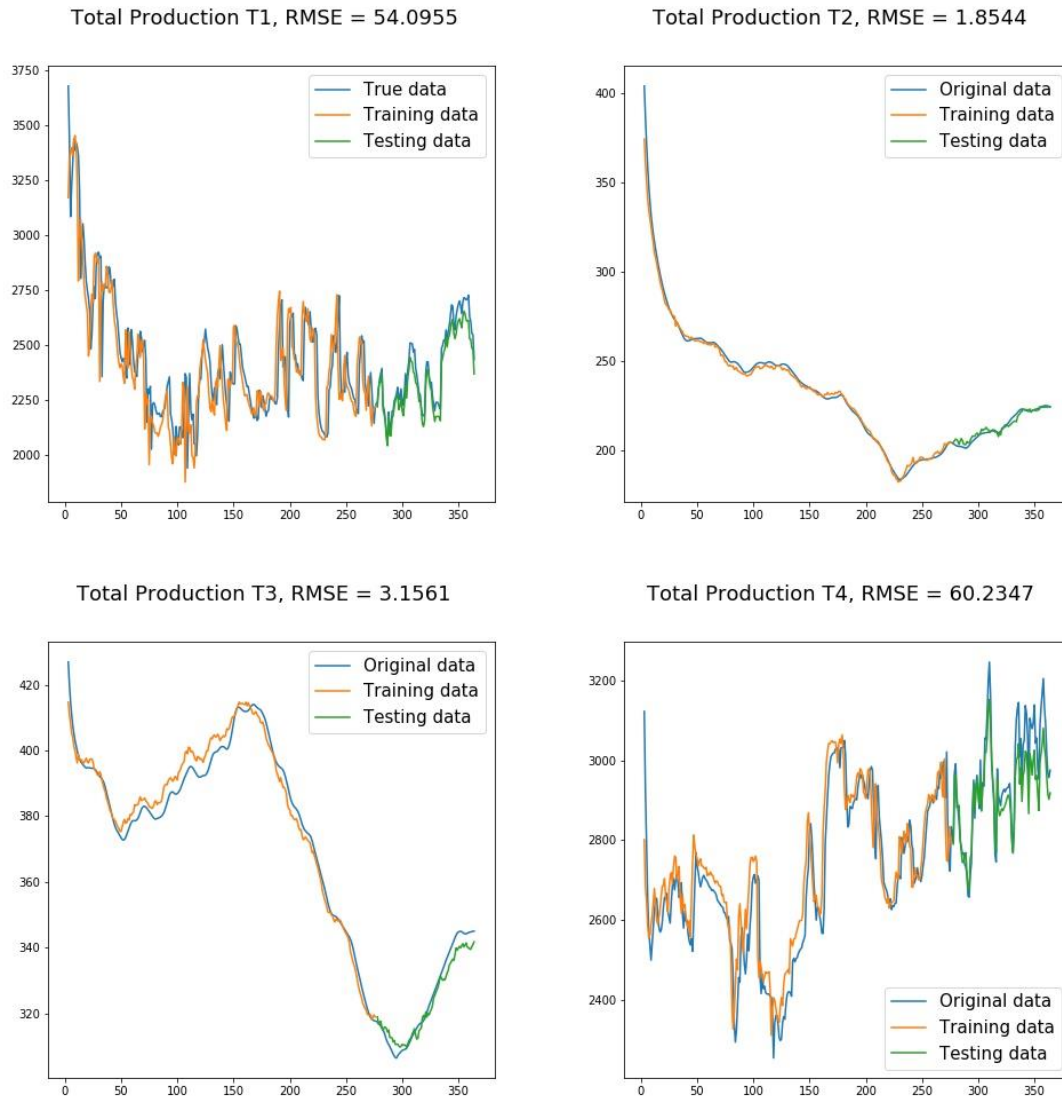 Total Production T1, RMSE = 54.0955
3750
3500
3250
3000
2750
2500
2250
2000
0 50 100 150 200 250 300 350
True data
Training data
Testing data
Total Production T2, RMSE = 1.8544
400
350
300
250
200
0 50 100 150 200 250 300 350
Original data
Training data
Testing data
Total Production T3, RMSE = 3.1561
420
400
380
360
340
320
0 50 100 150 200 250 300 350
Original data
Training data
Testing data
Total Production T4, RMSE = 60.2347
3200
3000
2800
2600
2400
0 50 100 150 200 250 300 350
Original data
Training data
Testing data